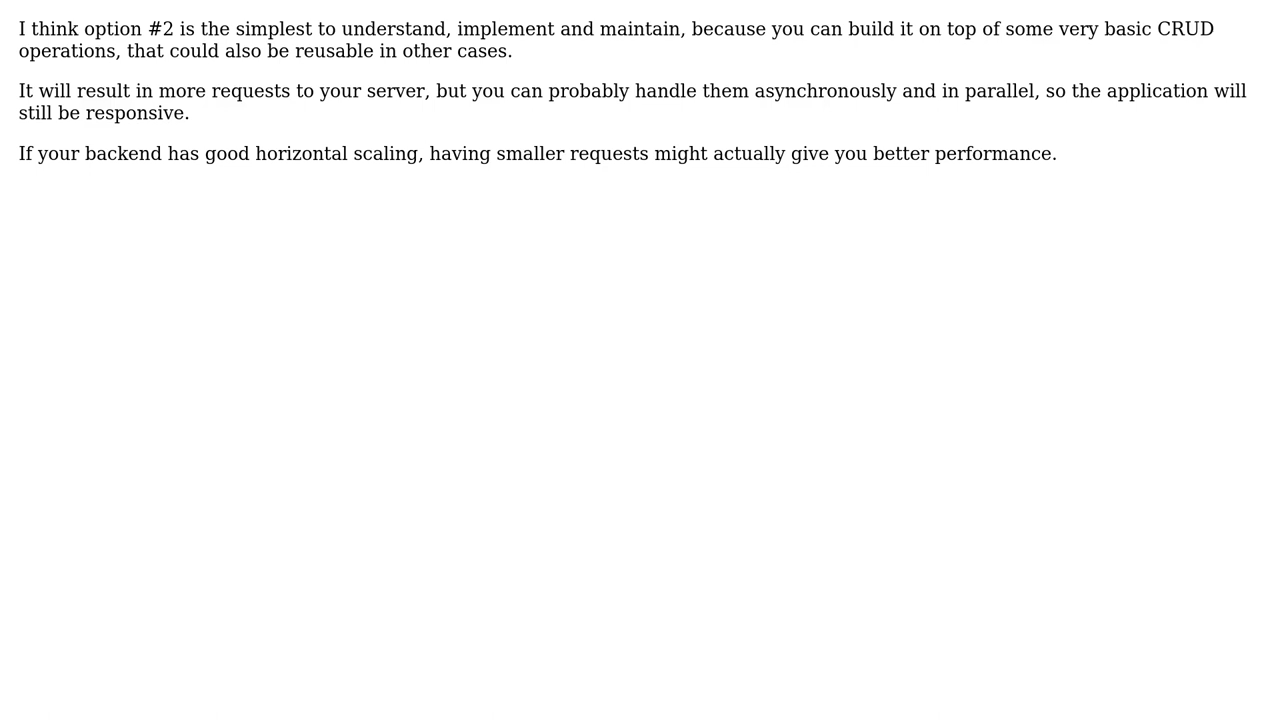 I think option #2 is the simplest to understand, implement and maintain, because you can build it on top of some very basic CRUD
operations, that could also be reusable in other cases.
It will result in more requests to your server, but you can probably handle them asynchronously and in parallel, so the application will
still be responsive.
If your backend has good horizontal scaling, having smaller requests might actually give you better performance.